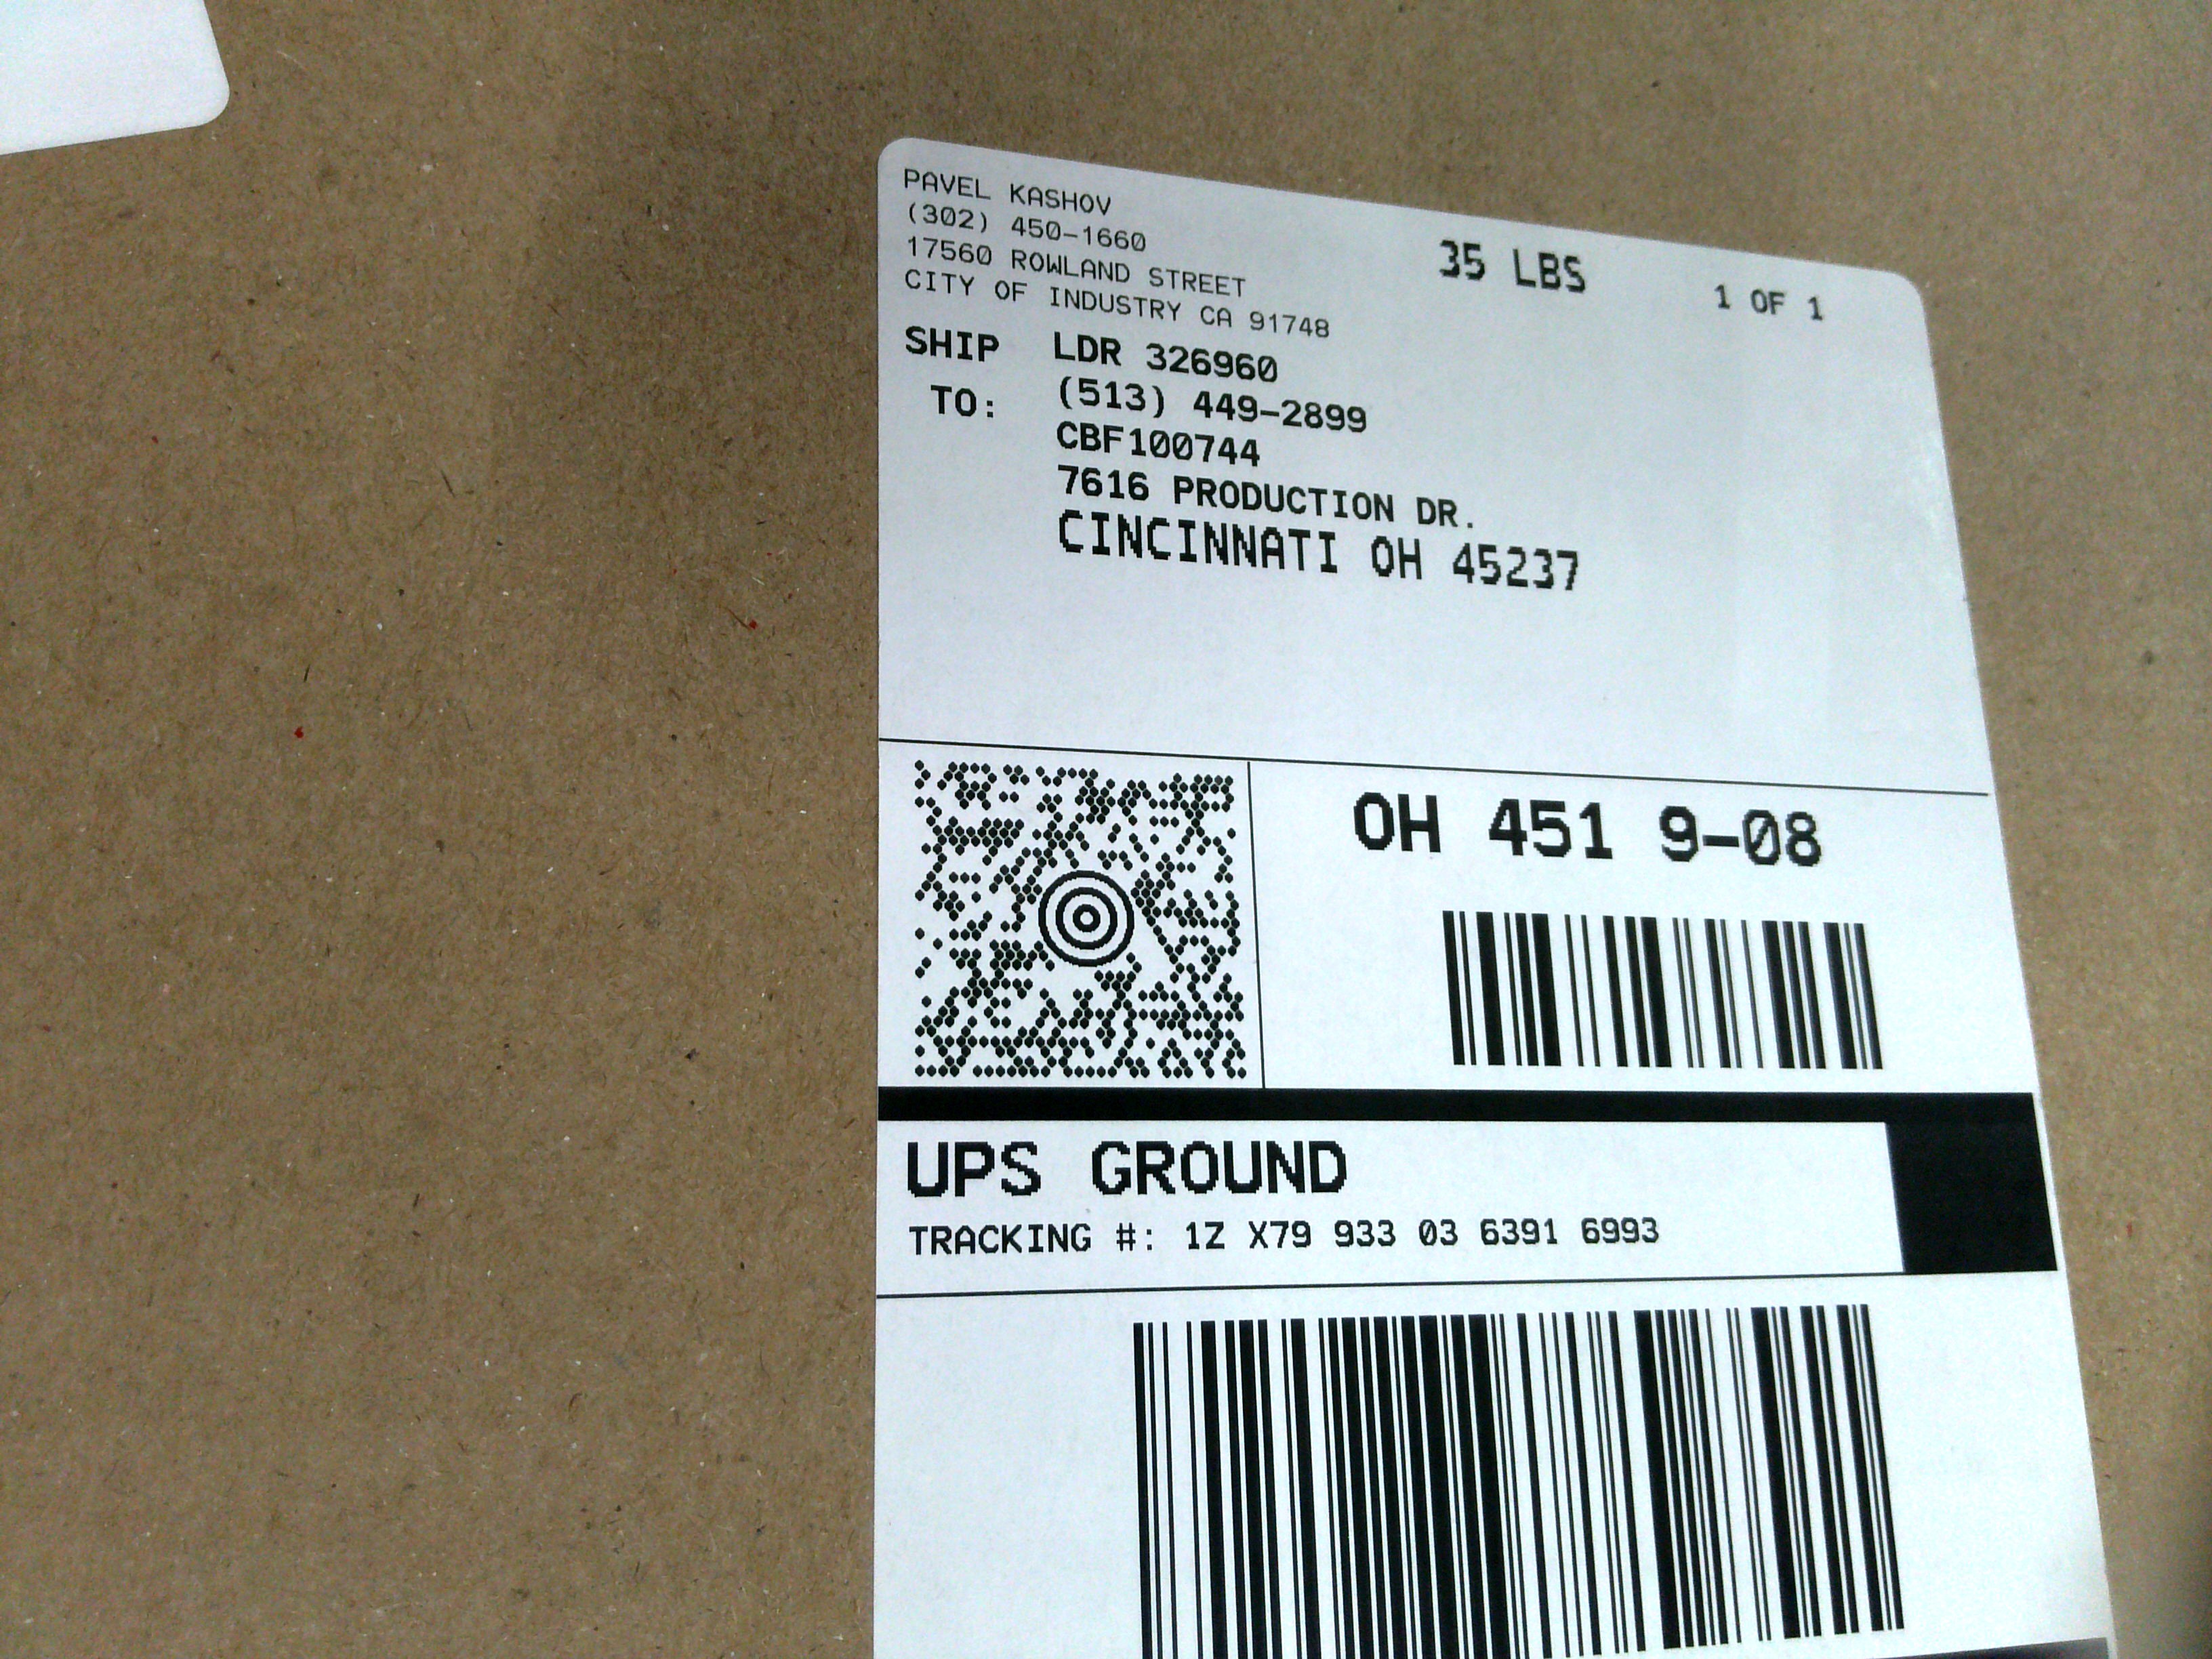 PAVEL KASHOV
(302) 450-1660
17560 ROWLAND STREET
CITY OF INDUSTRY CA 91748
35 LBS
1 OF 1
SHIP TO:
LDR 326960
(513) 449-2899
CBF100744
7616 PRODUCTION DR.
CINCINNATI OH 45237
OH 451 9-08
UPS GROUND
TRACKING #: 1Z X79 933 03 6391 6993